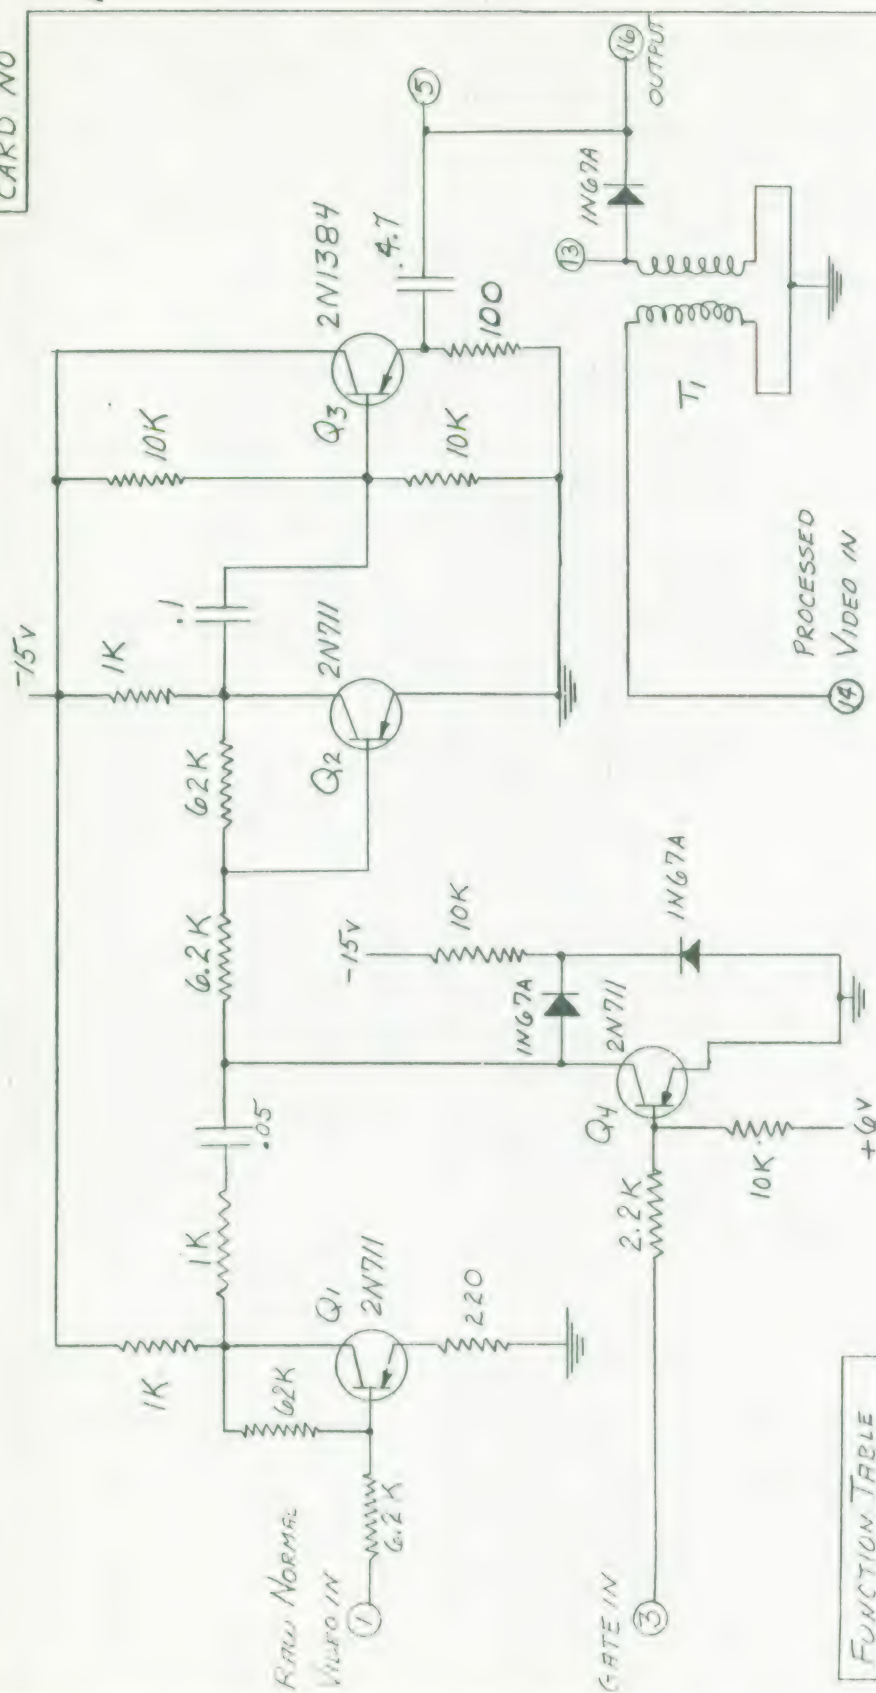 CARD NO
-15V
1K
1K
62K
Q1
2N711
220
6.2K
RAW NORMAL
VIDEO IN
1
.05
6.2K
62K
1K
Q2
2N711
.1
10K
10K
Q3
2N1384
.47
100
5
16
OUTPUT
1N67A
13
T1
PROCESSED
VIDEO IN
14
-15V
10K
1N67A
1N67A
2N711
Q4
2.2K
10K
+6V
GATE IN
3
FUNCTION TABLE